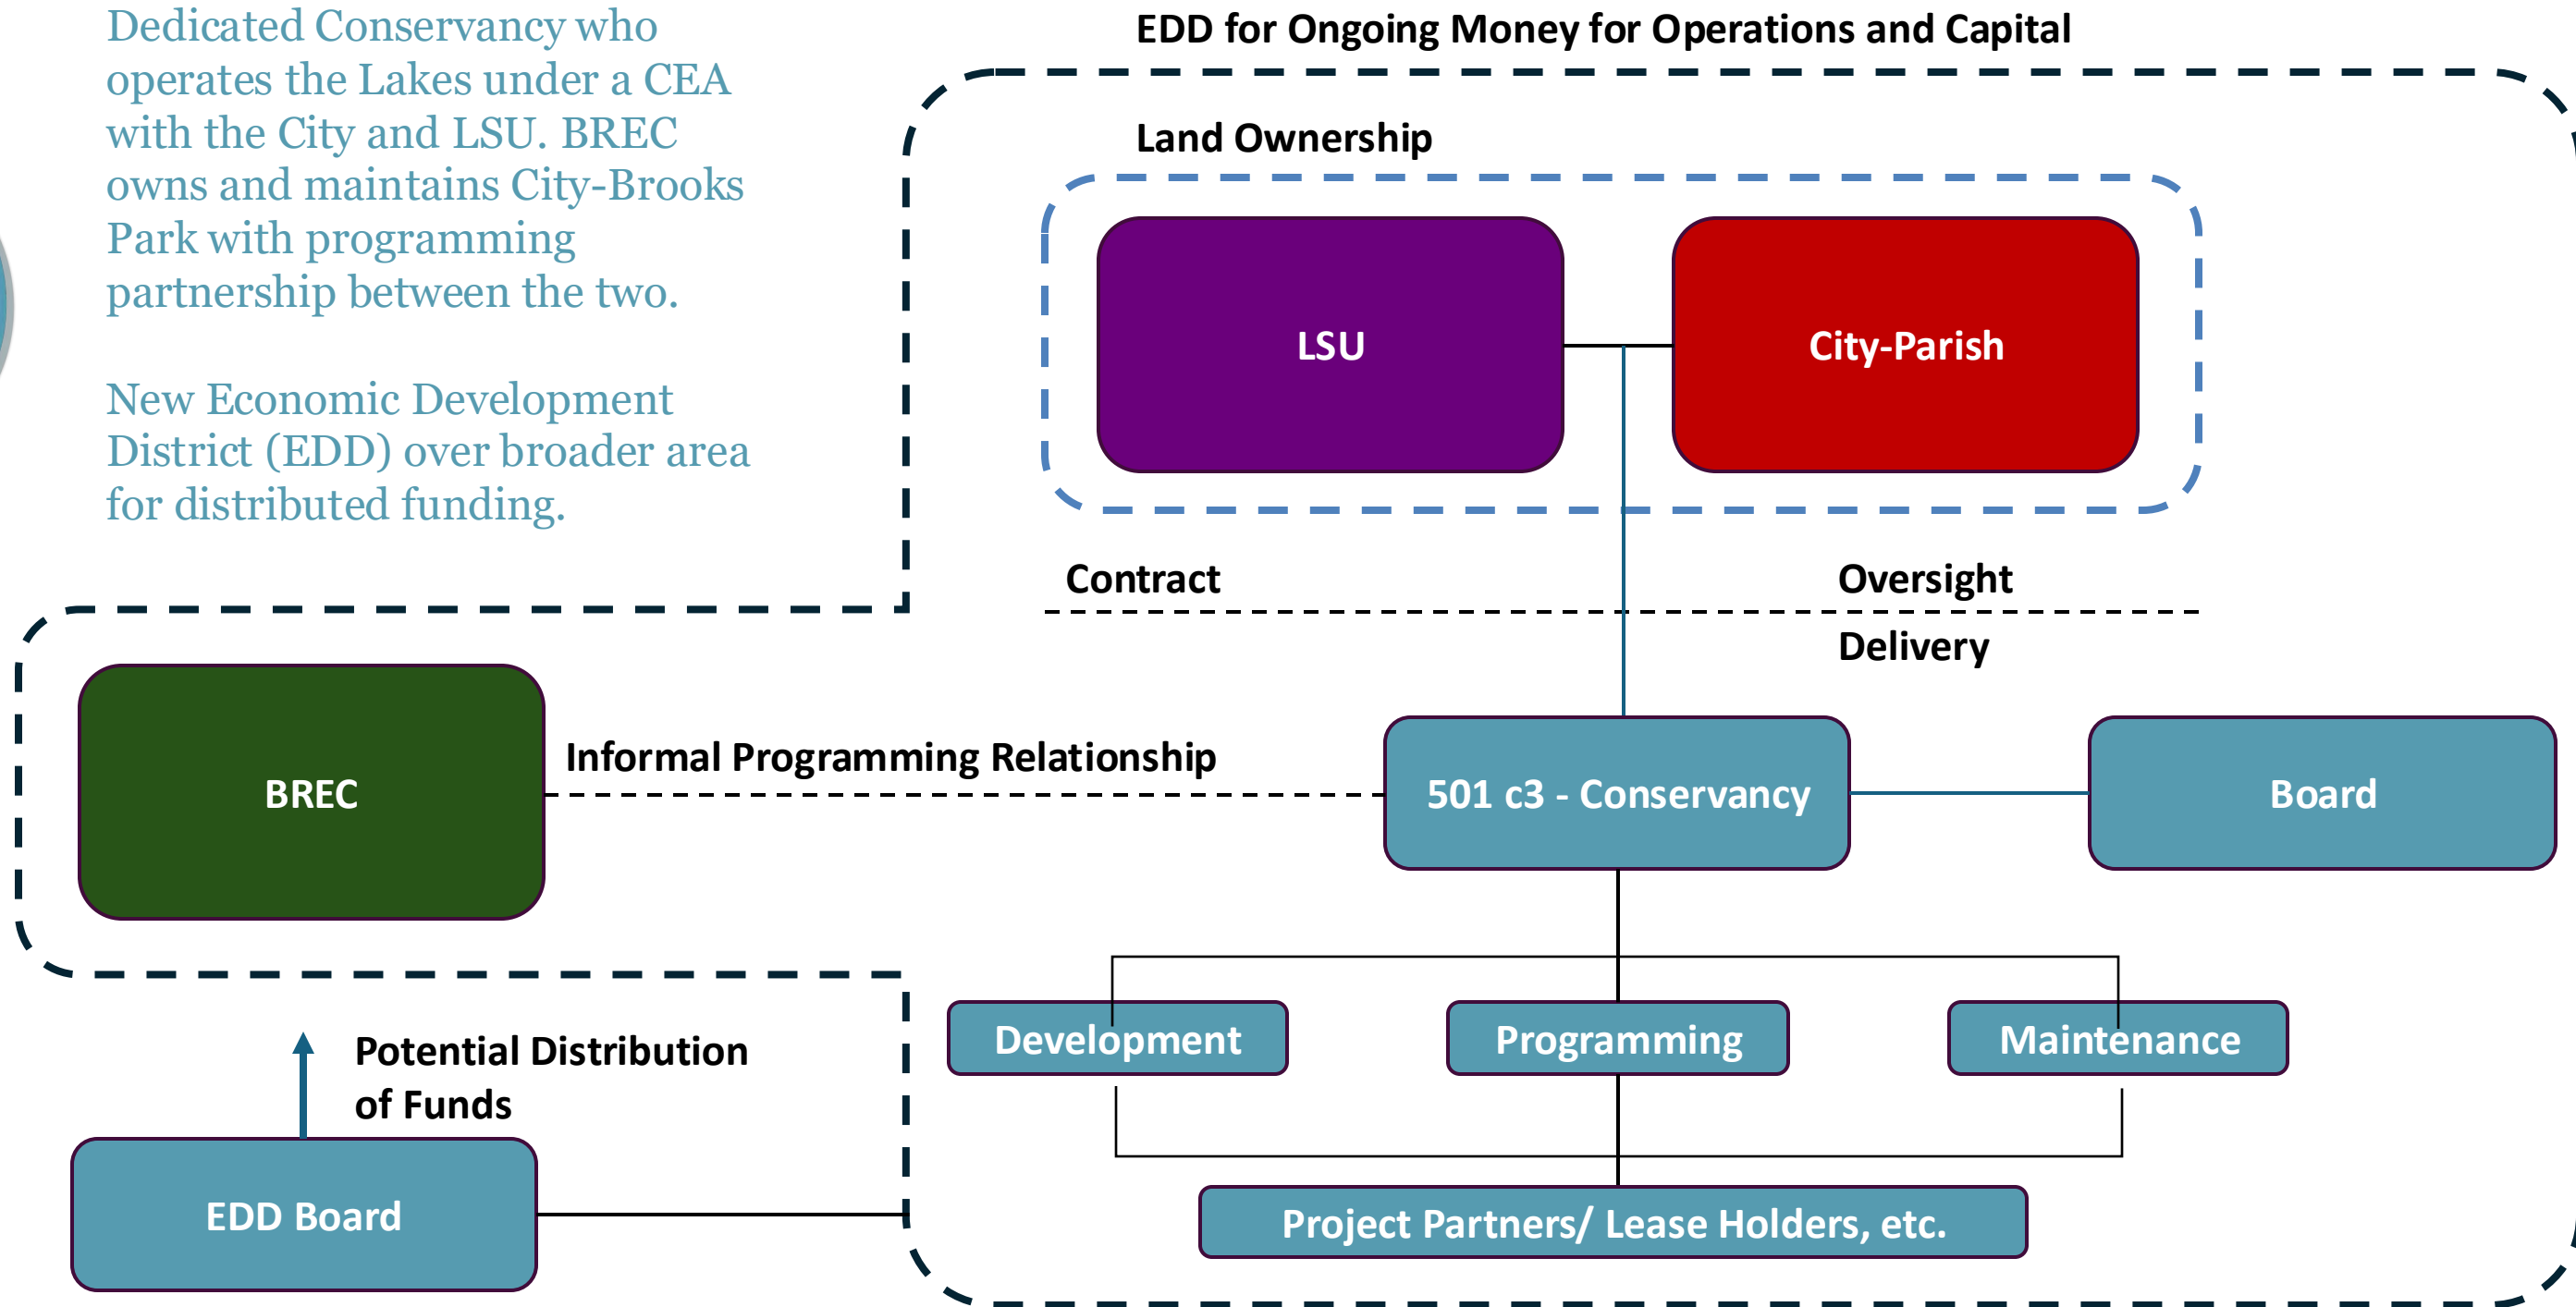 Dedicated Conservancy who
operates the Lakes under a CEA
with the City and LSU. BREC
owns and maintains City-Brooks
Park with programming
partnership between the two.
New Economic Development
District (EDD) over broader area
for distributed funding.
EDD for Ongoing Money for Operations and Capital
Land Ownership
LSU
City-Parish
Contract
Oversight
Delivery
BREC
Informal Programming Relationship
501 c3 - Conservancy
Board
Development
Programming
Maintenance
Potential Distribution
of Funds
EDD Board
Project Partners/ Lease Holders, etc.